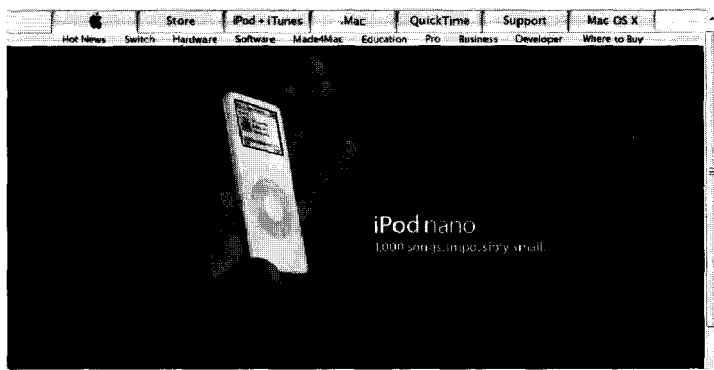 Store iPod + iTunes .Mac QuickTime Support Mac OS X
Hot News Switch Hardware Software Made4Mac Education Pro Business Developer Where to Buy
iPod nano
1,000 songs. Impossibly small.